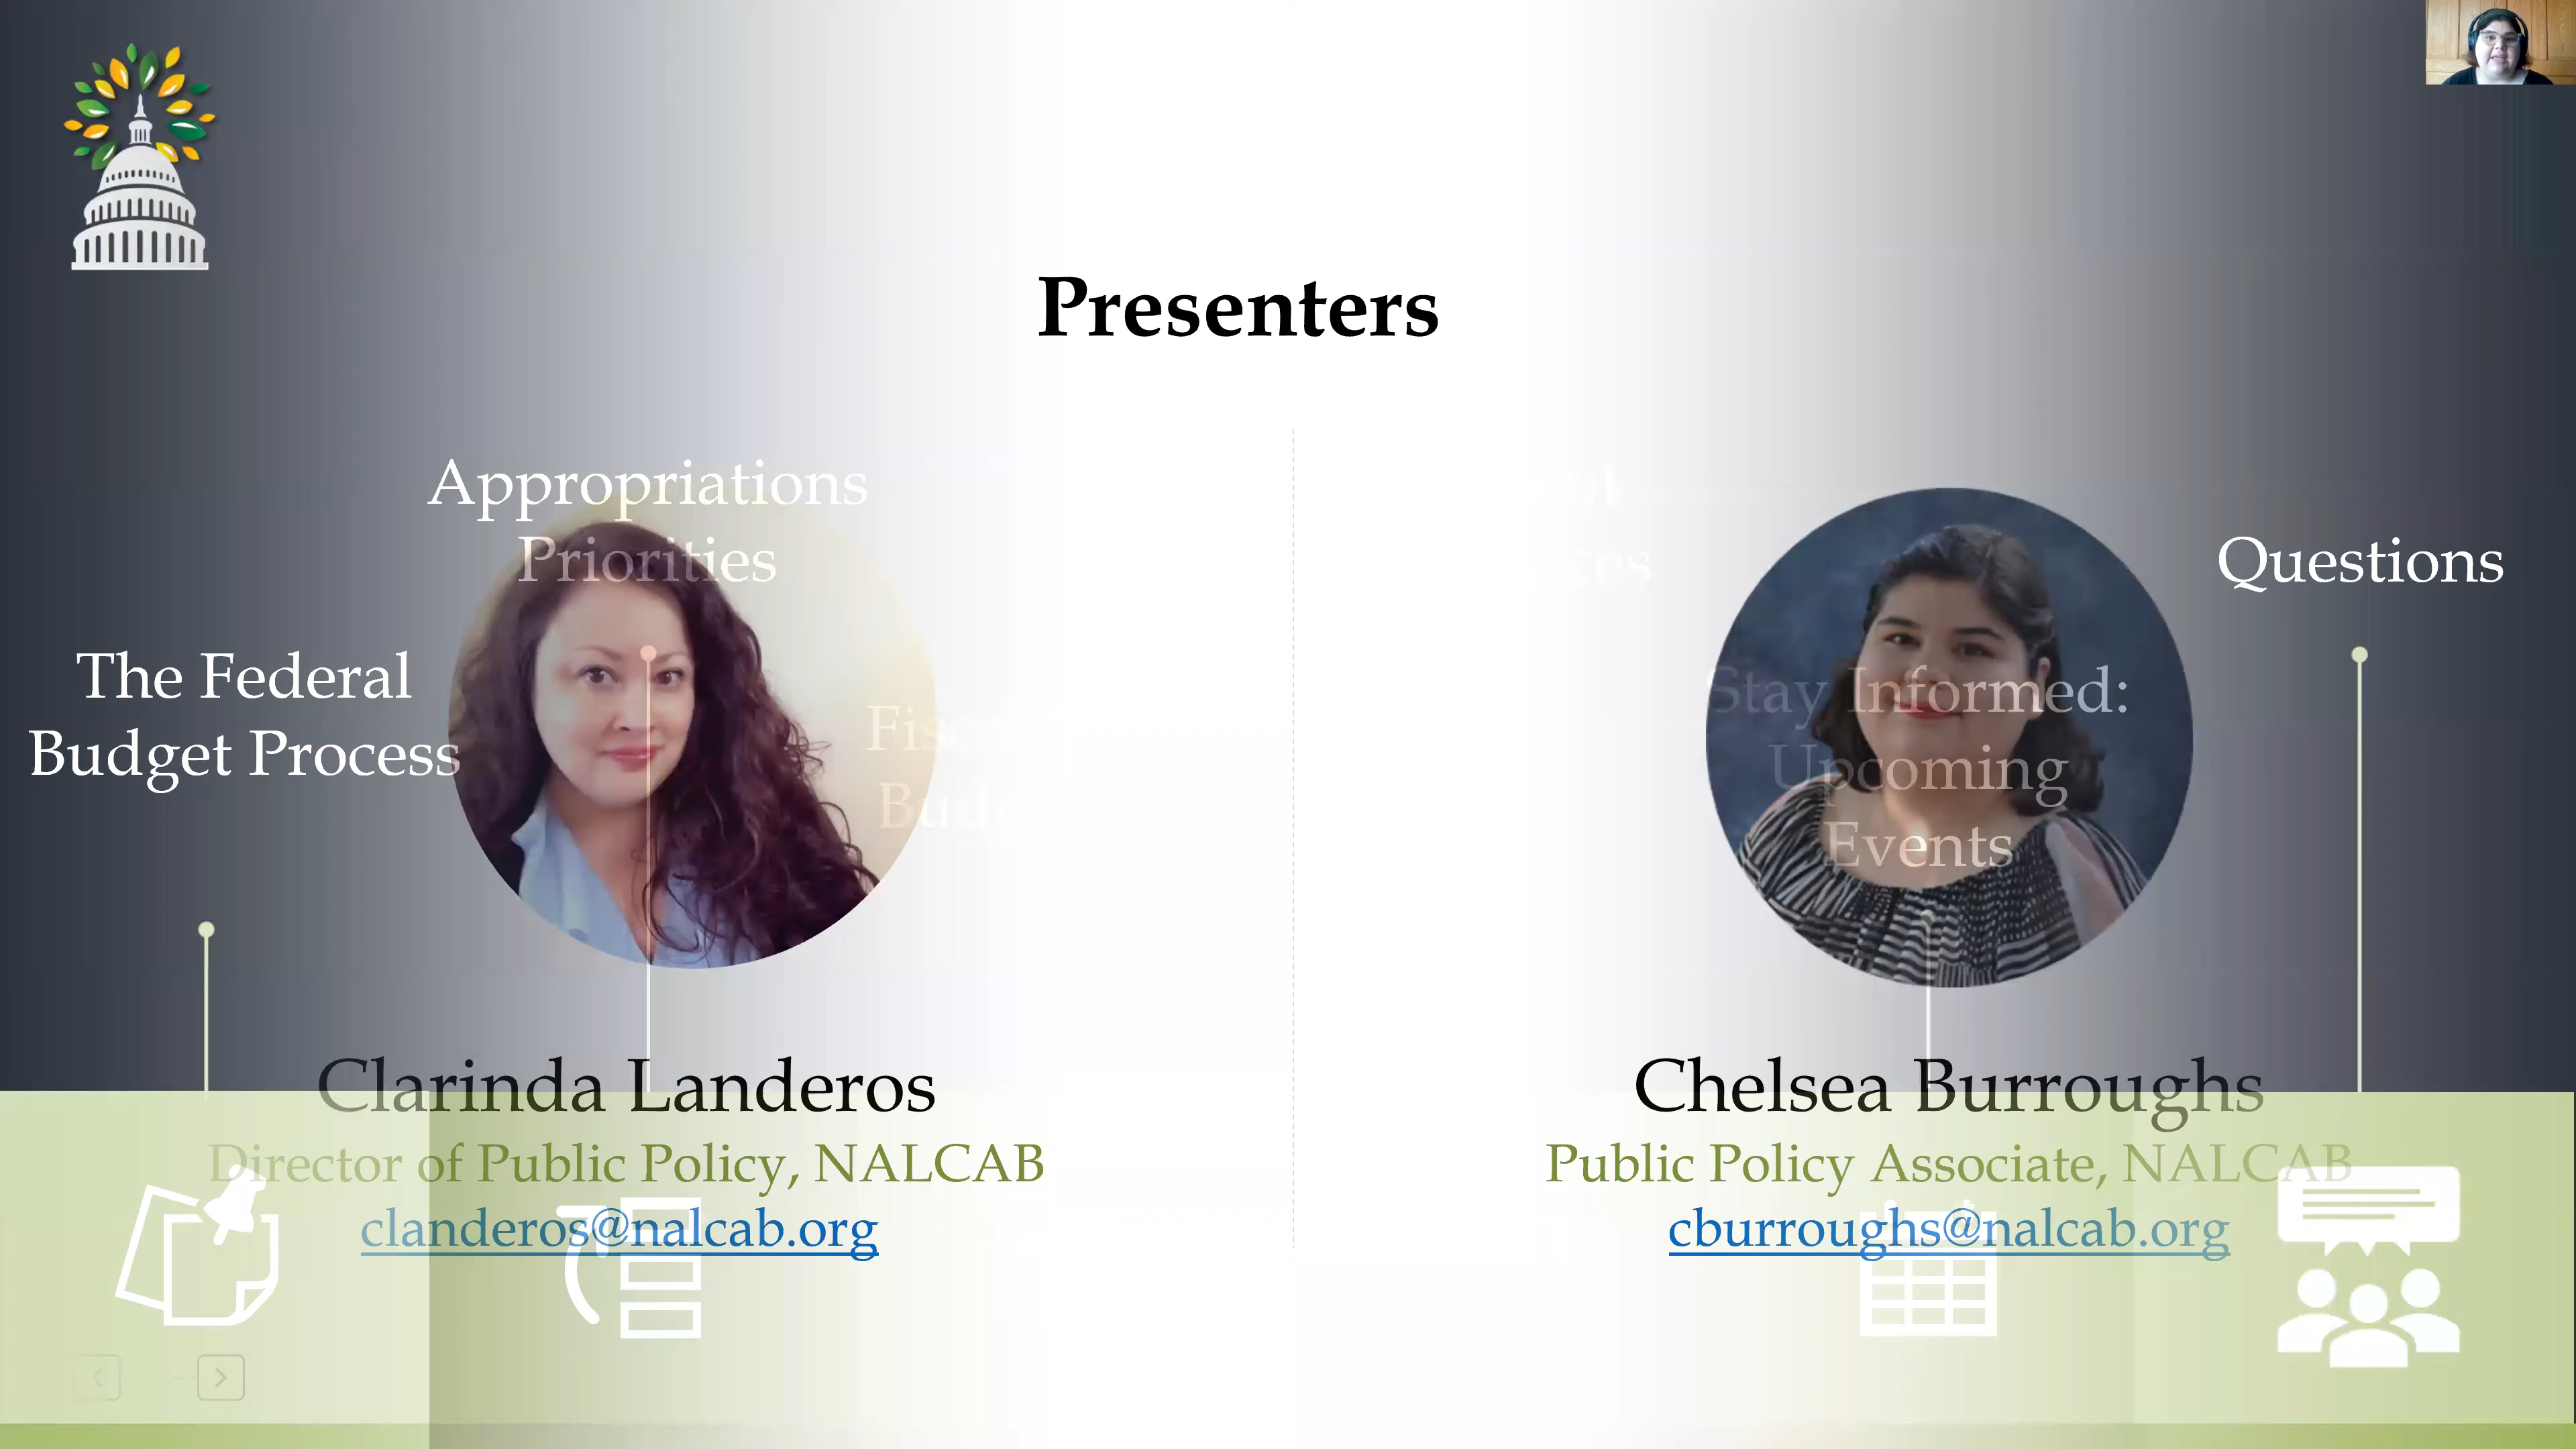 Presenters
Appropriations
Priorities
Questions
The Federal
Budget Process
Stay Informed:
Upcoming
Events
Clarinda Landeros
Director of Public Policy, NALCAB
clanderos@nalcab.org
Chelsea Burroughs
Public Policy Associate, NALCAB
cburroughs@nalcab.org